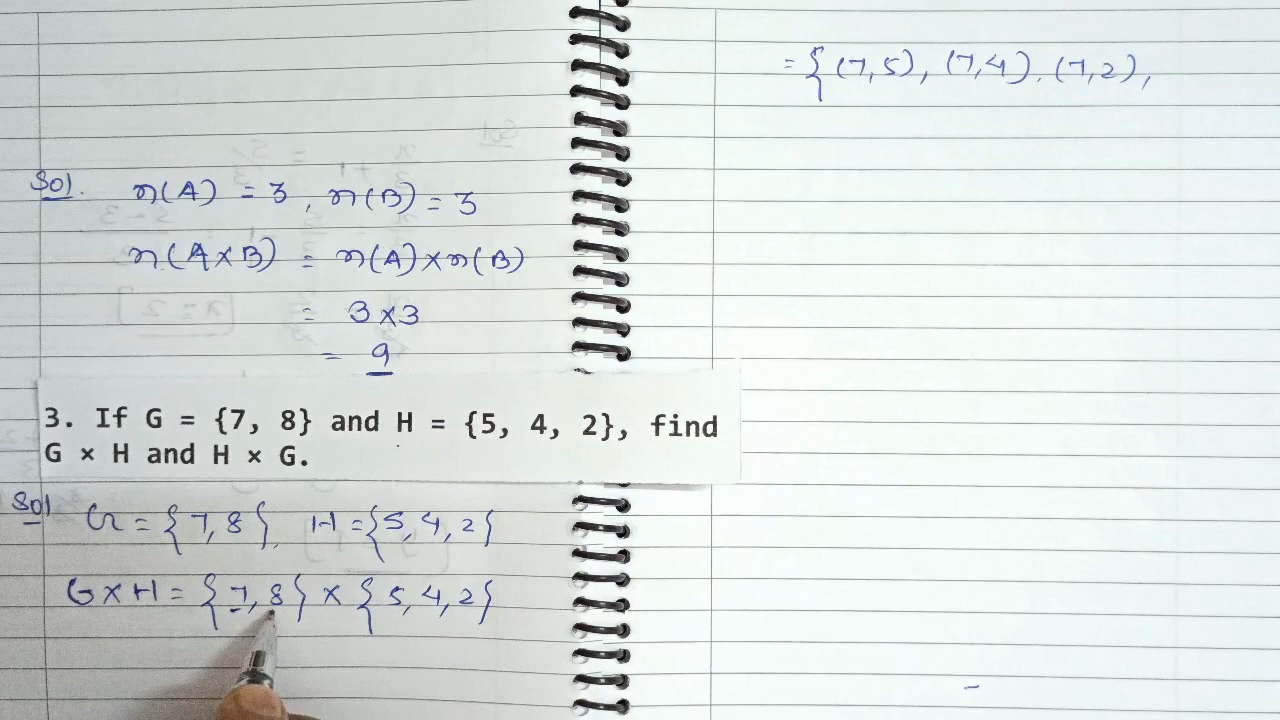 Sol. n(A) = 3, n(B) = 3
n(A×B) = n(A)×n(B)
= 3×3
= 9
3. If G = {7, 8} and H = {5, 4, 2}, find
G × H and H × G.
Sol G = {7, 8}, H = {5, 4, 2}
G×H = {7, 8} × {5, 4, 2}
= {(7,5), (7,4), (7,2),